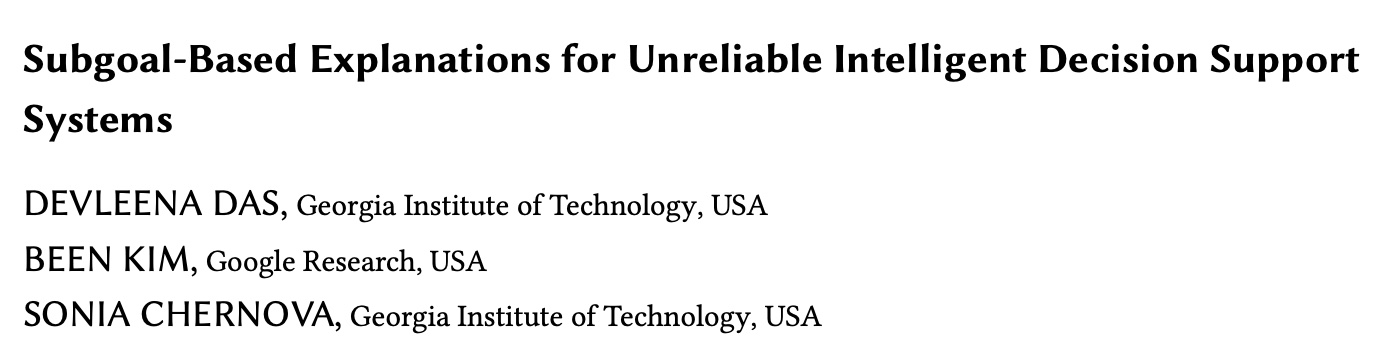 Subgoal-Based Explanations for Unreliable Intelligent Decision Support
Systems
DEVLEENA DAS, Georgia Institute of Technology, USA
BEEN KIM, Google Research, USA
SONIA CHERNOVA, Georgia Institute of Technology, USA